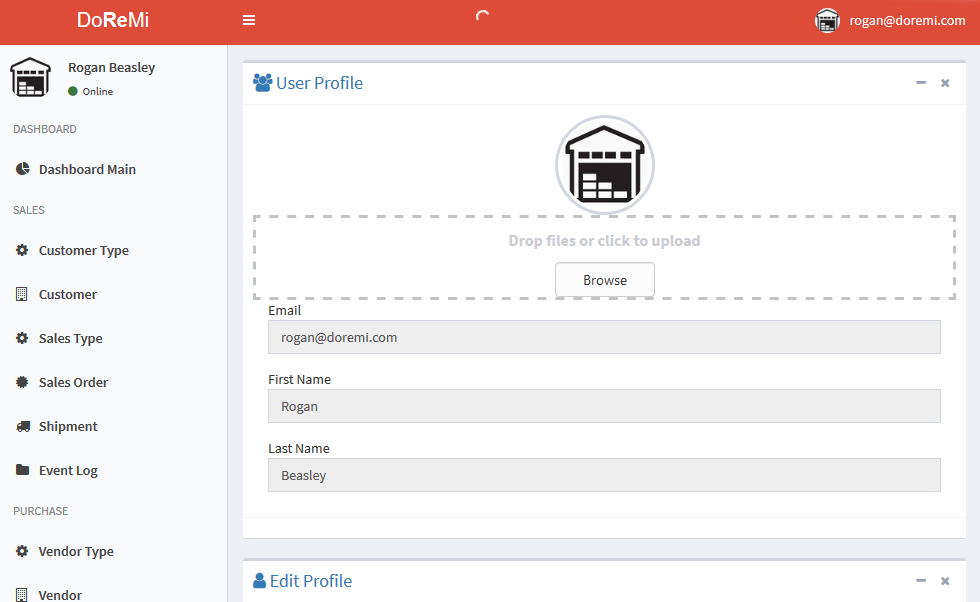 DoReMi
rogan@doremi.com
Rogan Beasley
Online
DASHBOARD
Dashboard Main
SALES
Customer Type
Customer
Sales Type
Sales Order
Shipment
Event Log
PURCHASE
Vendor Type
Vendor
User Profile
Drop files or click to upload
Browse
Email
rogan@doremi.com
First Name
Rogan
Last Name
Beasley
Edit Profile